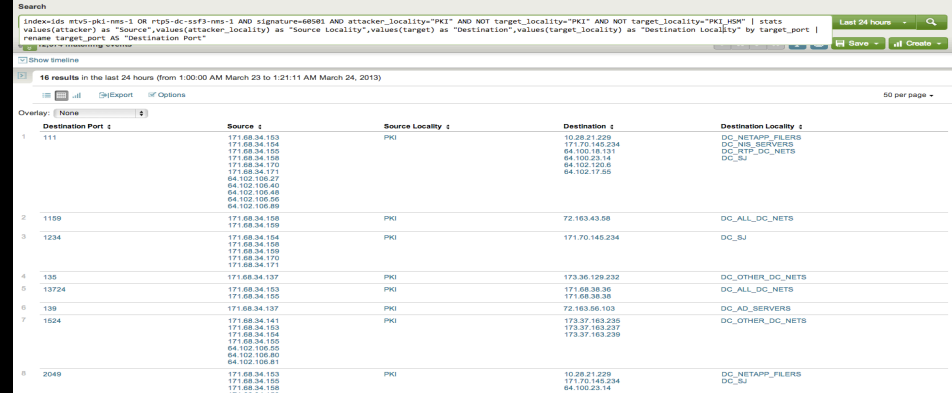 Search
index=ids mtv5-pki-nms-1 OR rtp5-dc-ssf3-nms-1 AND signature=60501 AND attacker_locality="PKI" AND NOT target_locality="PKI" AND NOT target_locality="PKI_HSM" | stats
values(attacker) as "Source",values(attacker_locality) as "Source Locality",values(target) as "Destination",values(target_locality) as "Destination Locality" by target_port |
rename target_port AS "Destination Port"
Last 24 hours
matching events
Save Create
Show timeline
16 results in the last 24 hours (from 1:00:00 AM March 23 to 1:21:11 AM March 24, 2013)
Export Options 50 per page
Overlay: None
Destination Port Source Source Locality Destination Destination Locality
1 111 171.68.34.153 PKI 10.28.21.229 DC_NETAPP_FILERS
171.68.34.154 171.70.145.234 DC_NIS_SERVERS
171.68.34.155 64.100.18.131 DC_RTP_DC_NETS
171.68.34.158 64.100.23.14 DC_SJ
171.68.34.170 64.102.120.6
171.68.34.171 64.102.17.55
64.102.106.27
64.102.106.40
64.102.106.48
64.102.106.56
64.102.106.89
2 1159 171.68.34.158 PKI 72.163.43.58 DC_ALL_DC_NETS
171.68.34.159
3 1234 171.68.34.154 PKI 171.70.145.234 DC_SJ
171.68.34.158
171.68.34.159
171.68.34.170
171.68.34.171
4 135 171.68.34.137 PKI 173.36.129.232 DC_OTHER_DC_NETS
5 13724 171.68.34.153 PKI 171.68.38.36 DC_ALL_DC_NETS
171.68.34.155 171.68.38.38
6 139 171.68.34.137 PKI 72.163.56.103 DC_AD_SERVERS
7 1524 171.68.34.141 PKI 173.37.163.235 DC_OTHER_DC_NETS
171.68.34.153 173.37.163.237
171.68.34.154 173.37.163.239
171.68.34.155
64.102.106.55
64.102.106.80
64.102.106.81
8 2049 171.68.34.153 PKI 10.28.21.229 DC_NETAPP_FILERS
171.68.34.155 171.70.145.234 DC_SJ
171.68.34.158 64.100.23.14